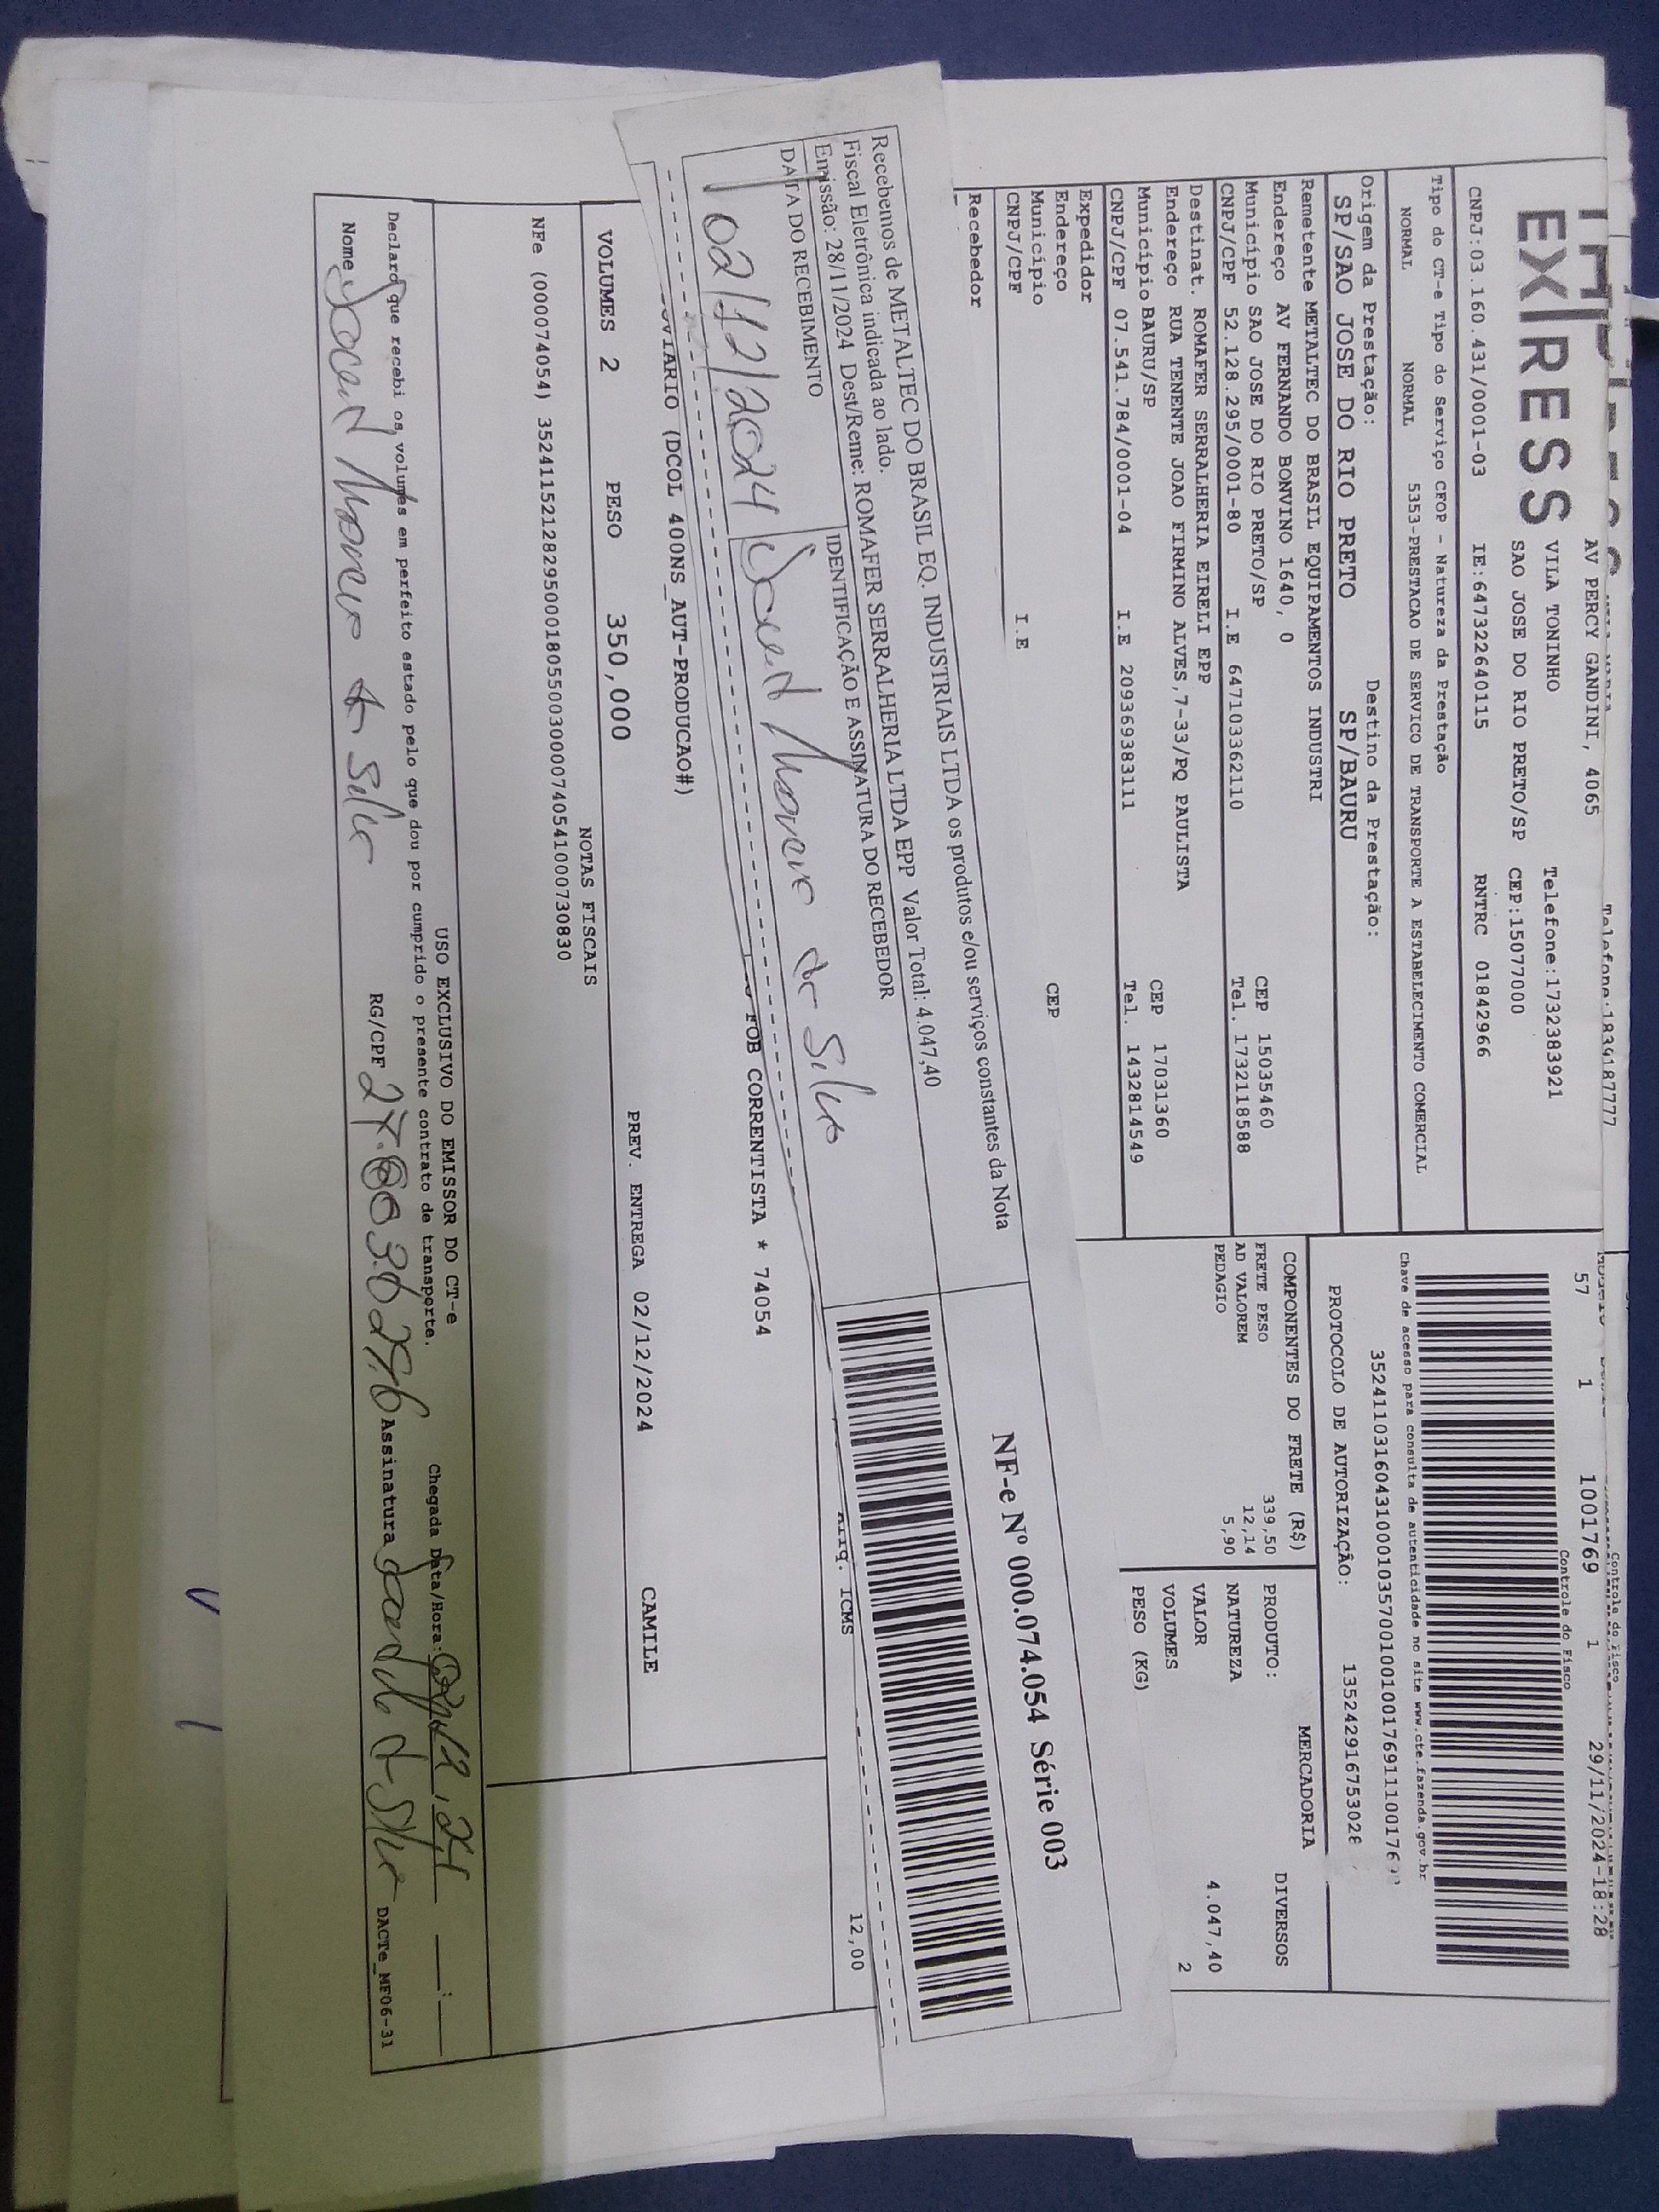 EXPRESS
AV PERCY GANDINI, 4065
VILA TONINHO Telefone:1732383921
SAO JOSE DO RIO PRETO/SP CEP:15077000
CNPJ:03.160.431/0001-03 IE:647322640115 RNTRC 01842966
57 1 1001769 1 29/11/2024-18:28
Controle do Fisco
Chave de acesso para consulta de autenticidade no site www.cte.fazenda.gov.br
PROTOCOLO DE AUTORIZAÇÃO: 135242916753028
Tipo do CT-e Tipo do Serviço CFOP - Natureza da Prestação
NORMAL NORMAL 5353-PRESTACAO DE SERVICO DE TRANSPORTE A ESTABELECIMENTO COMERCIAL
Origem da Prestação: Destino da Prestação:
SP/SAO JOSE DO RIO PRETO SP/BAURU
Remetente METALTEC DO BRASIL EQUIPAMENTOS INDUSTRI
Endereço AV FERNANDO BONVINO 1640, 0
Município SAO JOSE DO RIO PRETO/SP CEP 15035460
CNPJ/CPF 52.128.295/0001-80 I.E 647103362110 Tel. 1732118588
Destinat. ROMAFER SERRALHERIA EIRELI EPP
Endereço RUA TENENTE JOAO FIRMINO ALVES,7-33/PQ PAULISTA
Município BAURU/SP CEP 17031360
CNPJ/CPF 07.541.784/0001-04 I.E 209369383111 Tel. 1432814549
Expedidor
Endereço
Município CEP
CNPJ/CPF I.E
Recebedor
COMPONENTES DO FRETE (R$)
FRETE PESO 339,50
AD VALOREM 12,14
PEDAGIO 5,90
MERCADORIA
PRODUTO: DIVERSOS
NATUREZA
VALOR 4.047,40
VOLUMES 2
PESO (KG)
Recebemos de METALTEC DO BRASIL EQ. INDUSTRIAIS LTDA os produtos e/ou serviços constantes da Nota
Fiscal Eletrônica indicada ao lado.
Emissão: 28/11/2024 Dest/Reme: ROMAFER SERRALHERIA LTDA EPP Valor Total: 4.047,40
DATA DO RECEBIMENTO IDENTIFICAÇÃO E ASSINATURA DO RECEBEDOR
02/12/2024
NF-e Nº 000.074.054 Série 003
ICMS
12,00
FOB CORRENTISTA * 74054
(DCOL 400NS_AUT-PRODUCAO#)
VOLUMES 2 PESO 350,000 PREV. ENTREGA 02/12/2024 CAMILE
NOTAS FISCAIS
NFe (000074054) 35241152128295000180550030000740541000730830
USO EXCLUSIVO DO EMISSOR DO CT-e
Declaro que recebi os volumes em perfeito estado pelo que dou por cumprido o presente contrato de transporte.
Chegada Data/Hora:
Nome RG/CPF Assinatura
DACTe_MF06-31